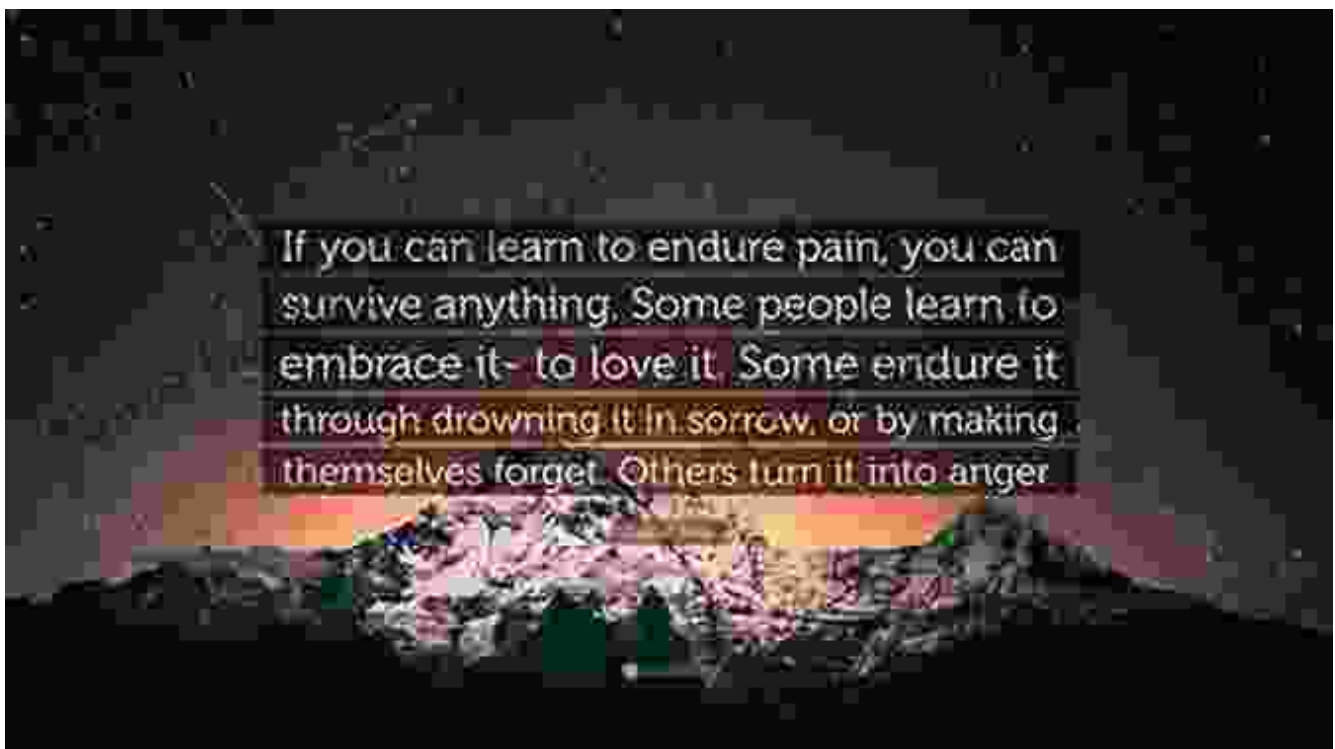 If you can learn to endure pain, you can
survive anything. Some people learn to
embrace it- to love it. Some endure it
through drowning it in sorrow, or by making
themselves forget. Others turn it into anger